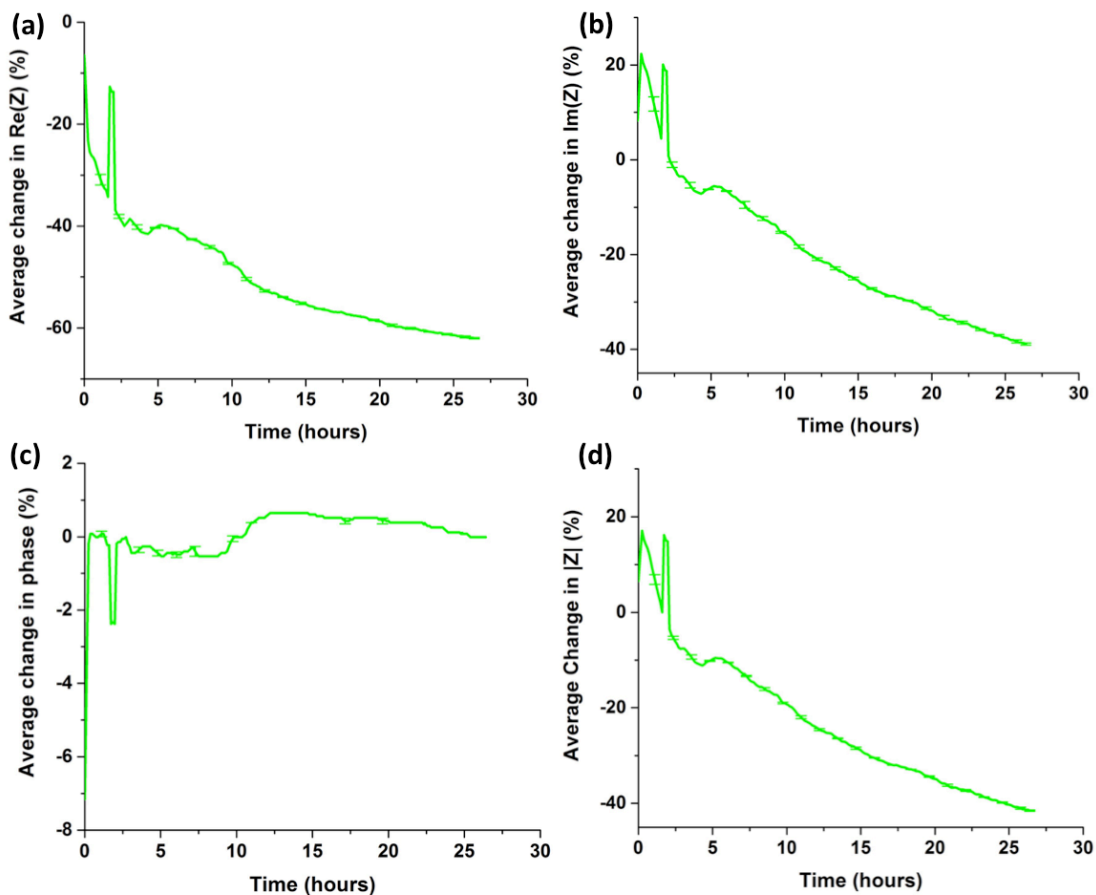 (a)
Average change in Re(Z) (%)
0
-20
-40
-60
0 5 10 15 20 25 30
Time (hours)
(b)
Average change in Im(Z) (%)
20
0
-20
-40
0 5 10 15 20 25 30
Time (hours)
(c)
Average change in phase (%)
2
0
-2
-4
-6
-8
0 5 10 15 20 25 30
Time (hours)
(d)
Average Change in |Z| (%)
20
0
-20
-40
0 5 10 15 20 25 30
Time (hours)